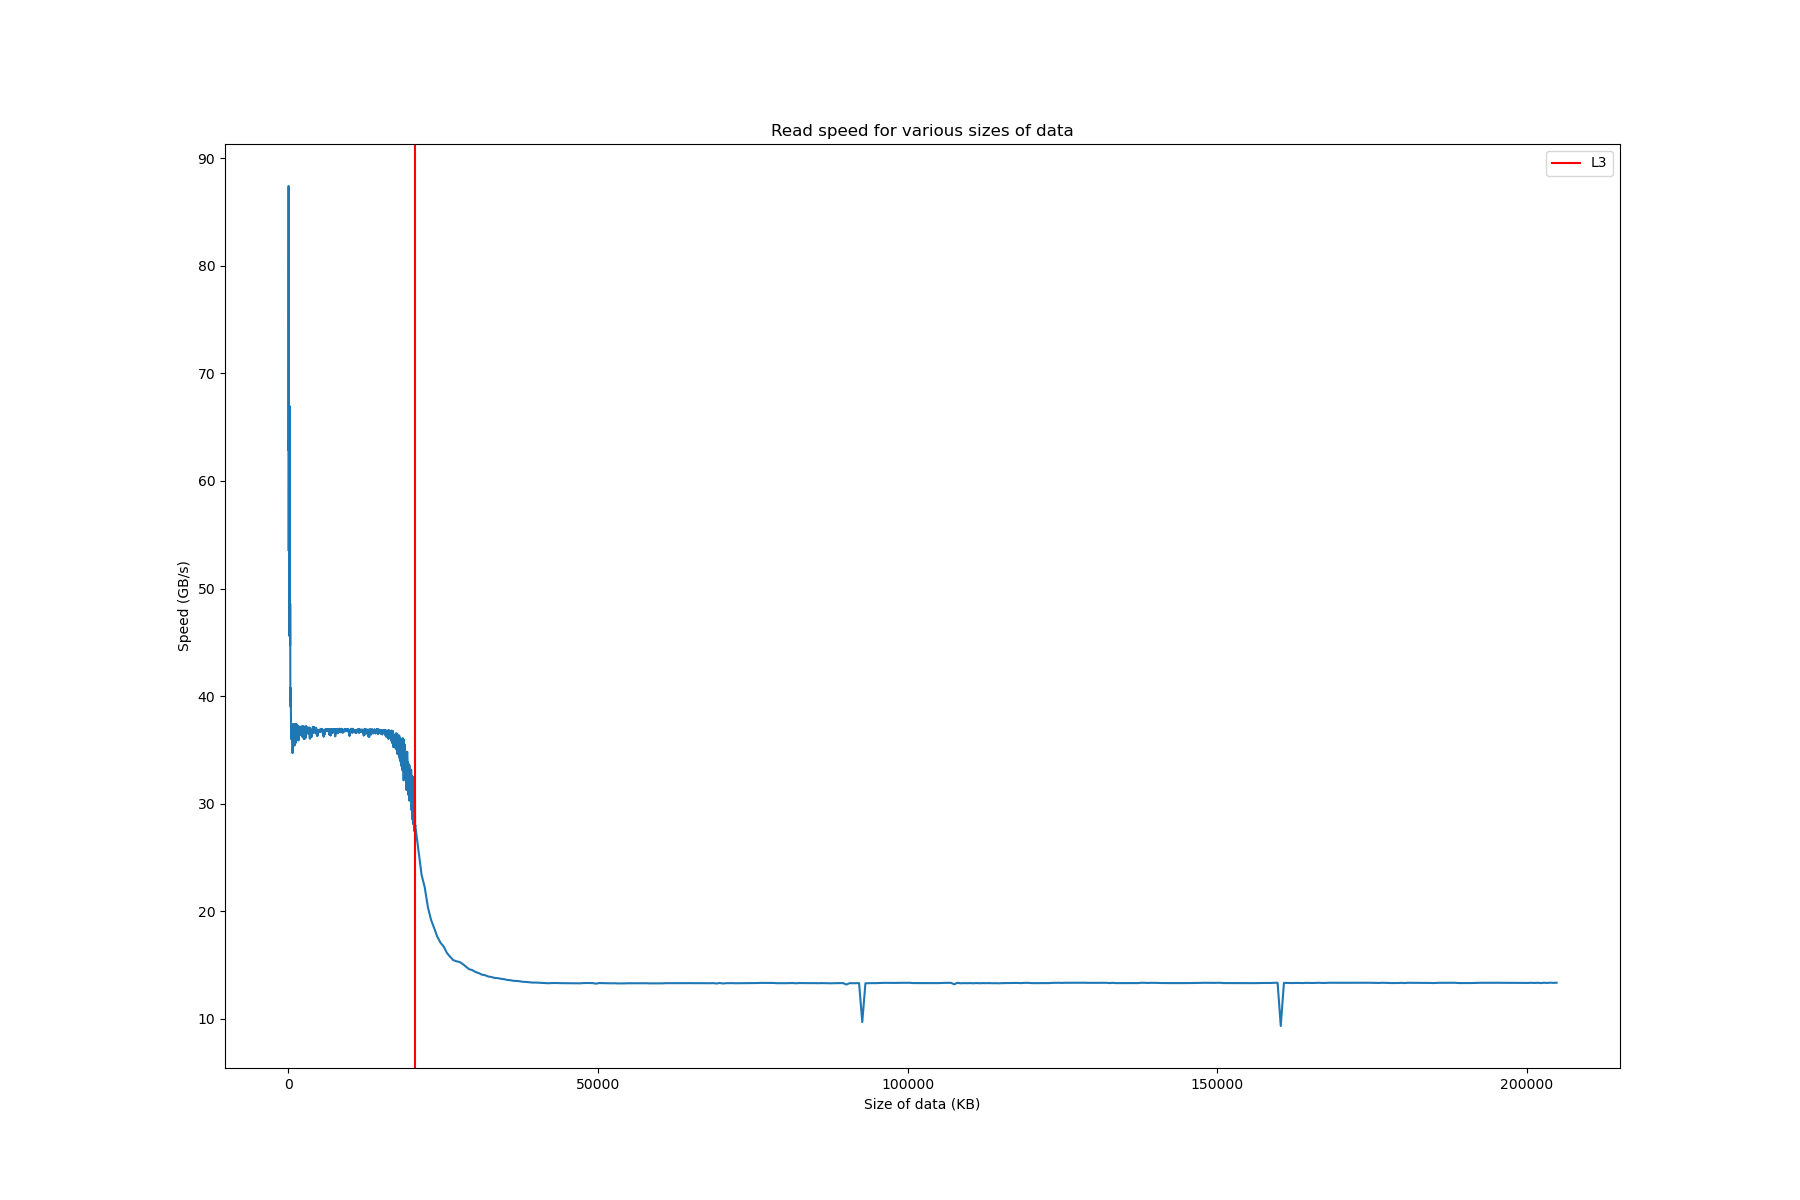 Read speed for various sizes of data
L3
90
80
70
60
50
40
30
20
10
Speed (GB/s)
0 50000 100000 150000 200000
Size of data (KB)